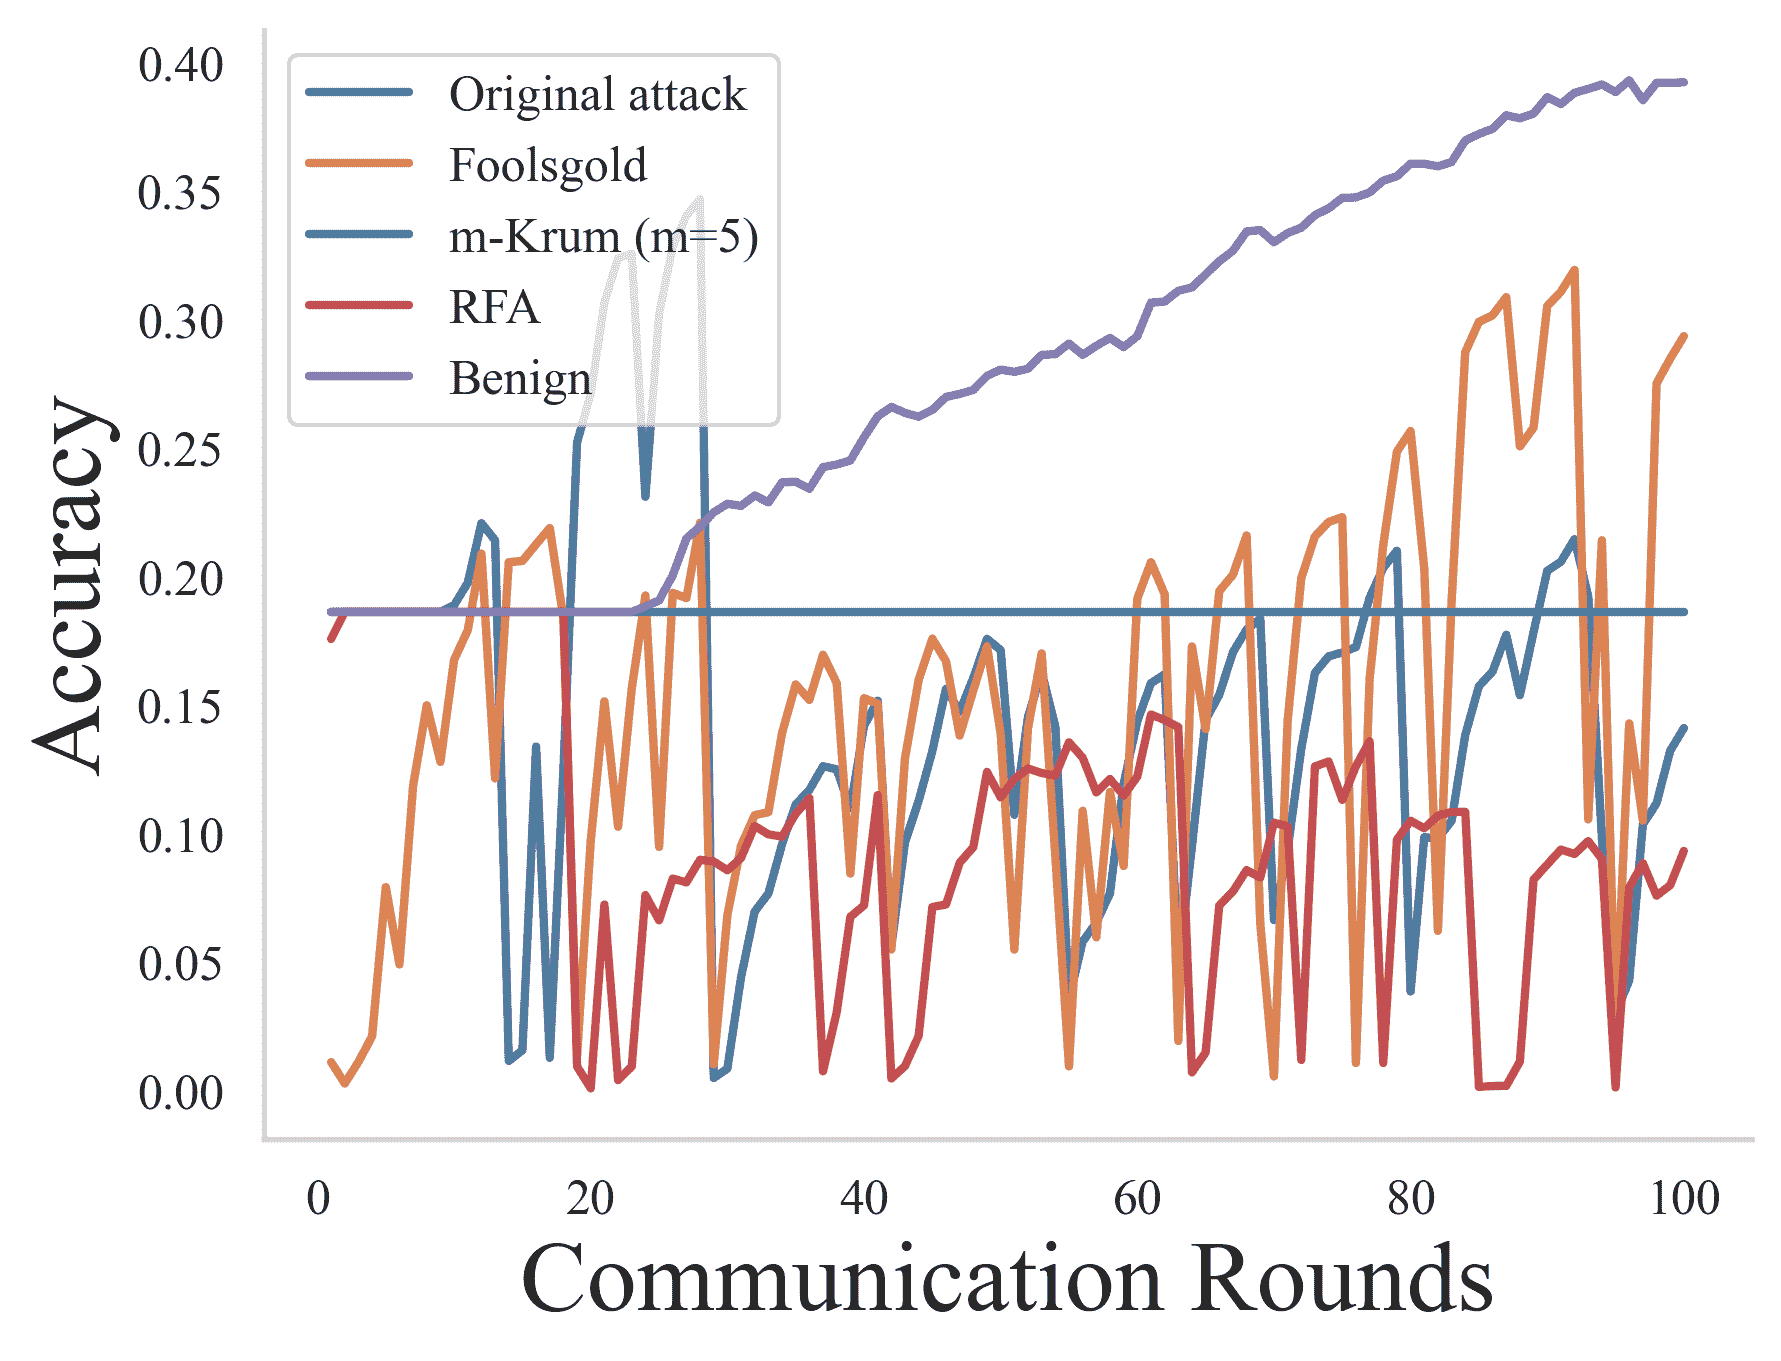 0.40
0.35
0.30
0.25
0.20
0.15
0.10
0.05
0.00
Accuracy
Original attack
Foolsgold
m-Krum (m=5)
RFA
Benign
0 20 40 60 80 100
Communication Rounds